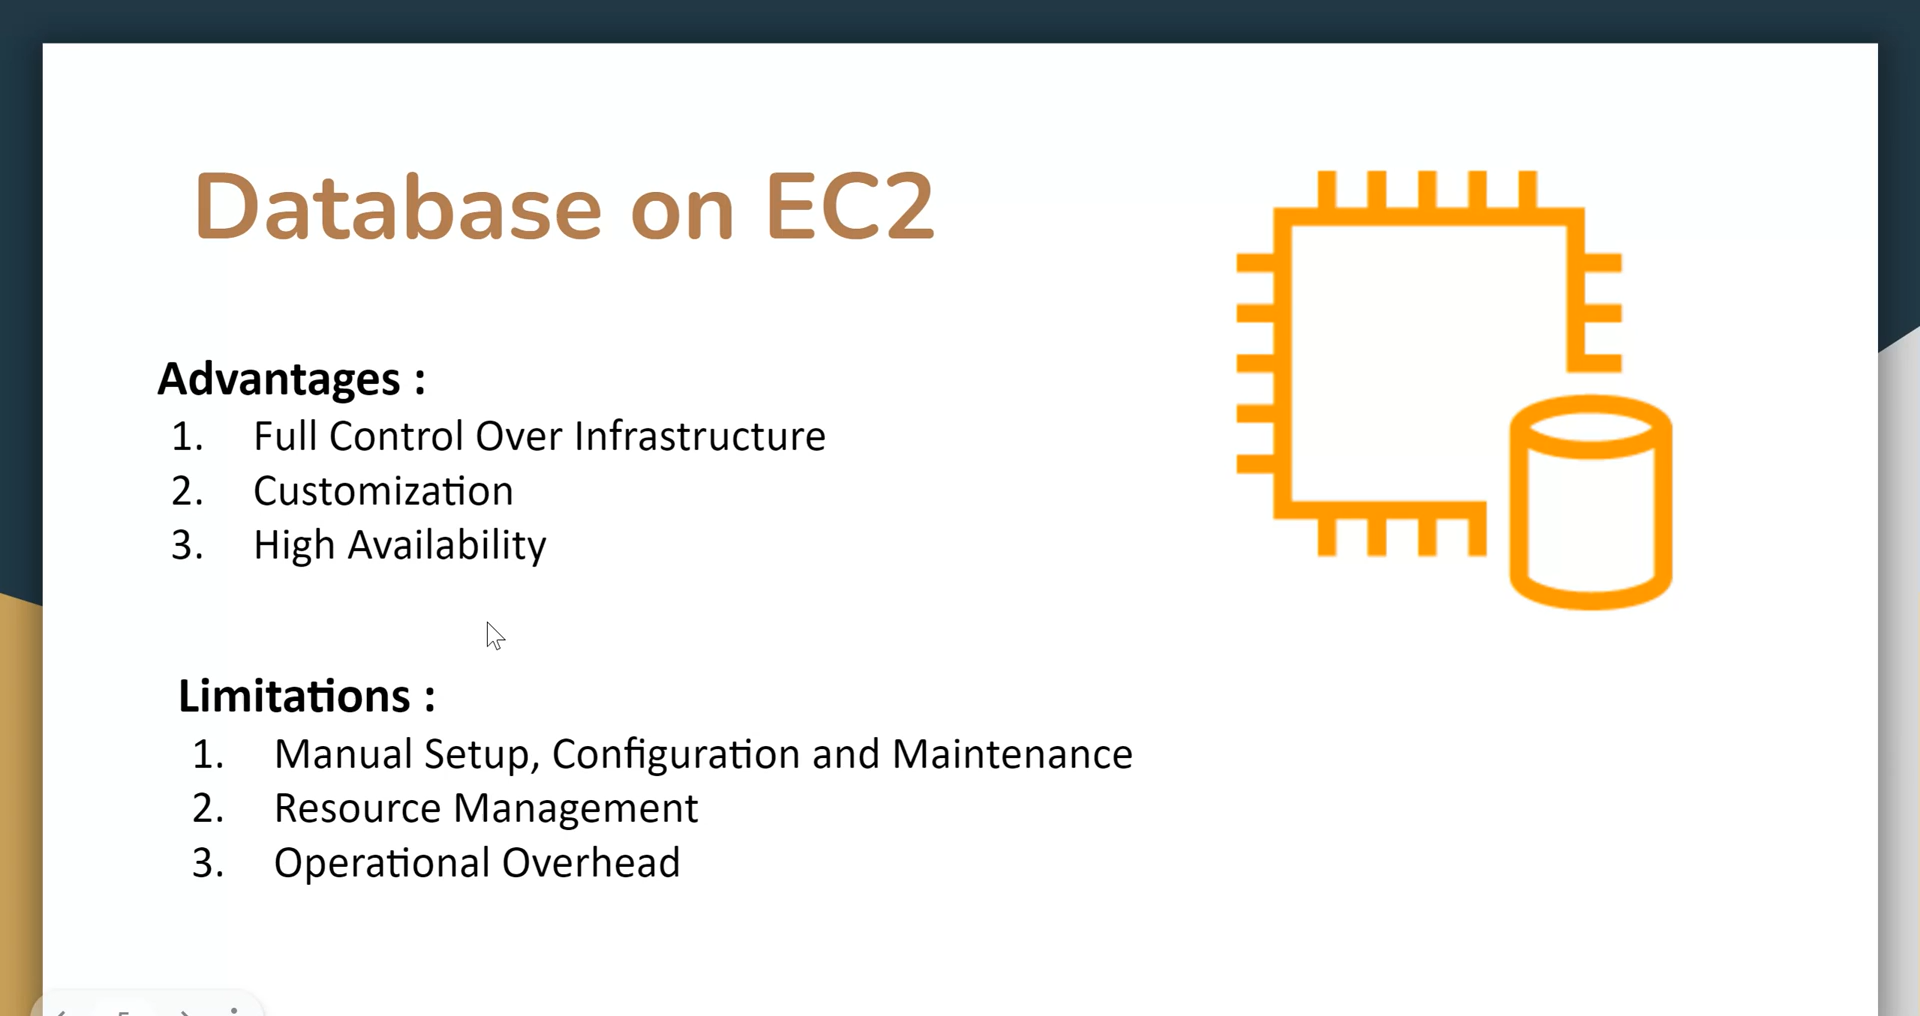 Database on EC2
Advantages :
1. Full Control Over Infrastructure
2. Customization
3. High Availability
Limitations :
1. Manual Setup, Configuration and Maintenance
2. Resource Management
3. Operational Overhead